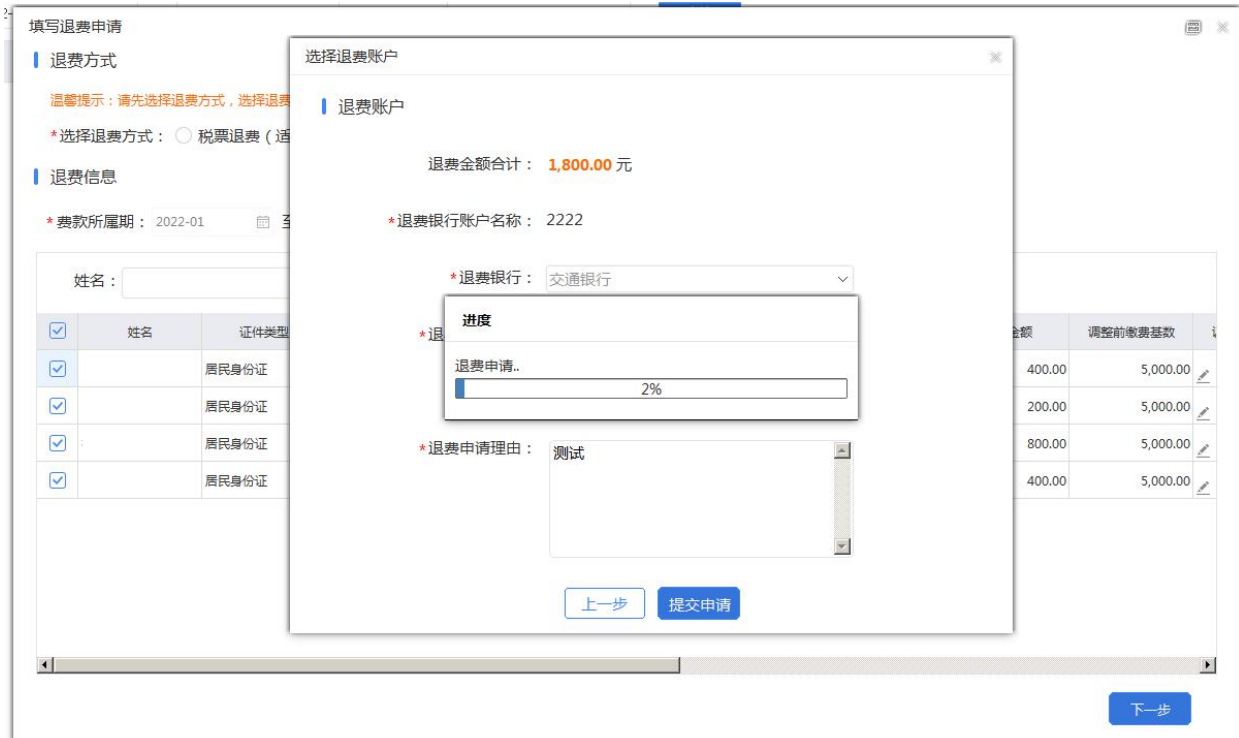 填写退费申请
退费方式
温馨提示：请先选择退费方式，选择退费
*选择退费方式： 税票退费（适
退费信息
*费款所属期： 2022-01 至
姓名：
姓名 证件类型 金额 调整前缴费基数
居民身份证 400.00 5,000.00
居民身份证 200.00 5,000.00
居民身份证 800.00 5,000.00
居民身份证 400.00 5,000.00
下一步
选择退费账户
退费账户
退费金额合计： 1,800.00 元
*退费银行账户名称： 2222
*退费银行： 交通银行
*退
进度
退费申请..
2%
*退费申请理由： 测试
上一步 提交申请